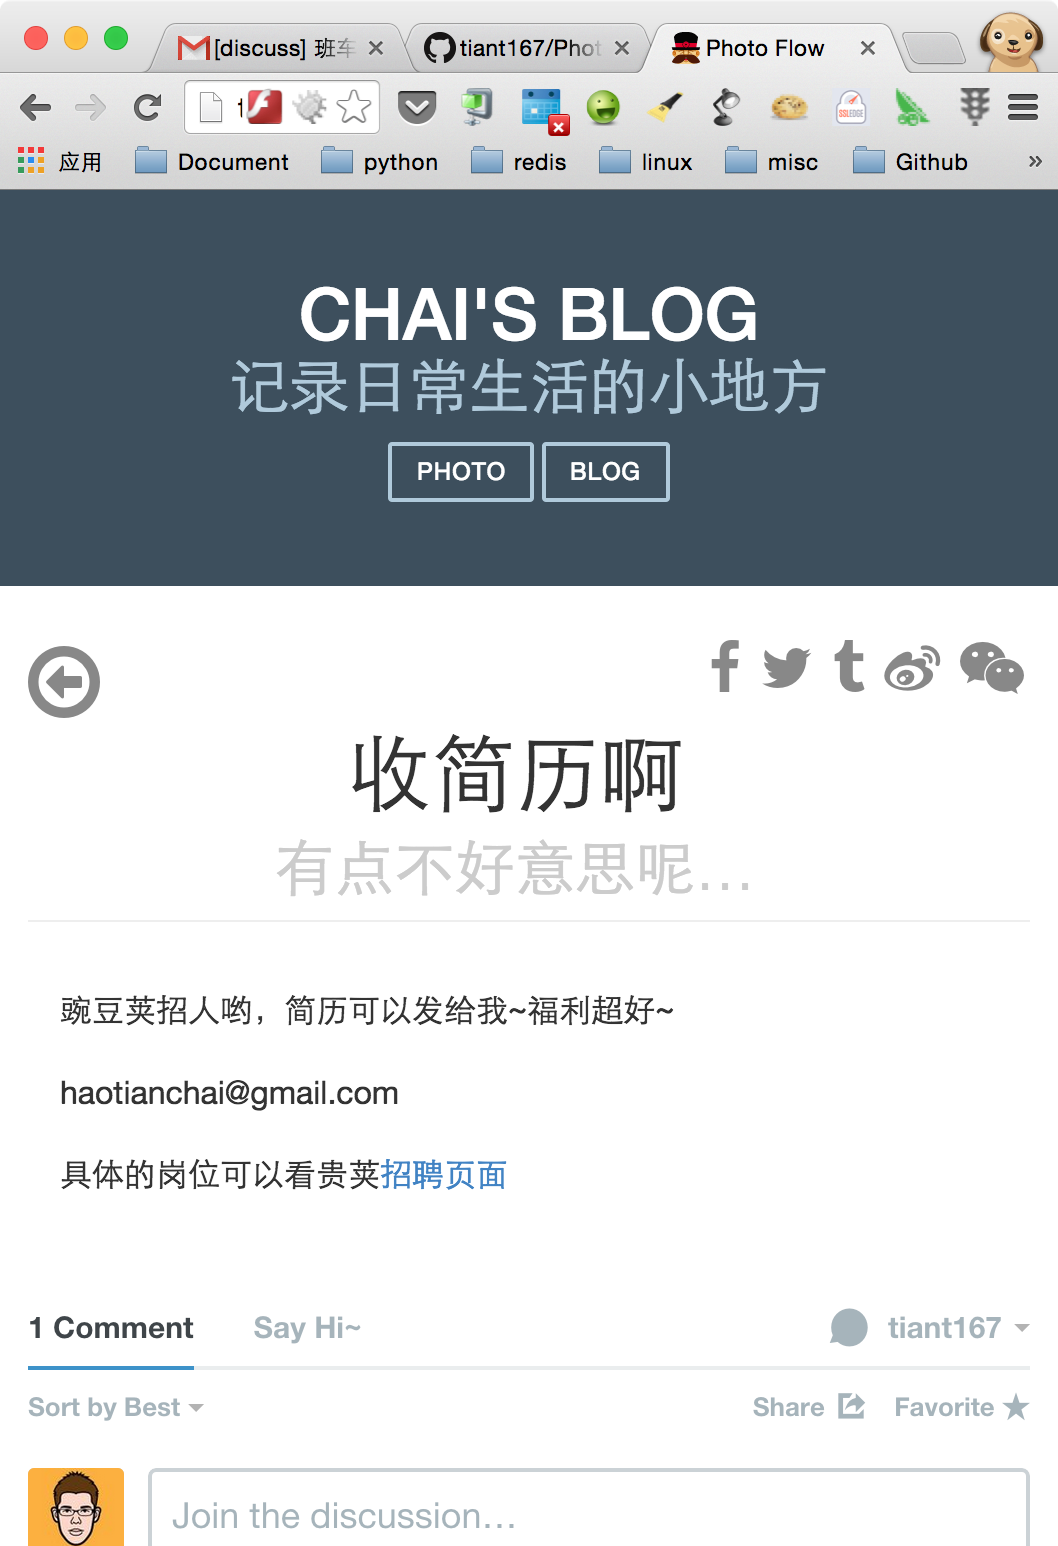 [discuss] 班车
tiant167/Phot
Photo Flow
SSLEDGE
应用
Document
python
redis
linux
misc
Github
»
CHAI'S BLOG
记录日常生活的小地方
PHOTO
BLOG
收简历啊
有点不好意思呢…
豌豆荚招人哟，简历可以发给我~福利超好~
haotianchai@gmail.com
具体的岗位可以看贵荚招聘页面
1 Comment
Say Hi~
tiant167
Sort by Best
Share
Favorite
Join the discussion…